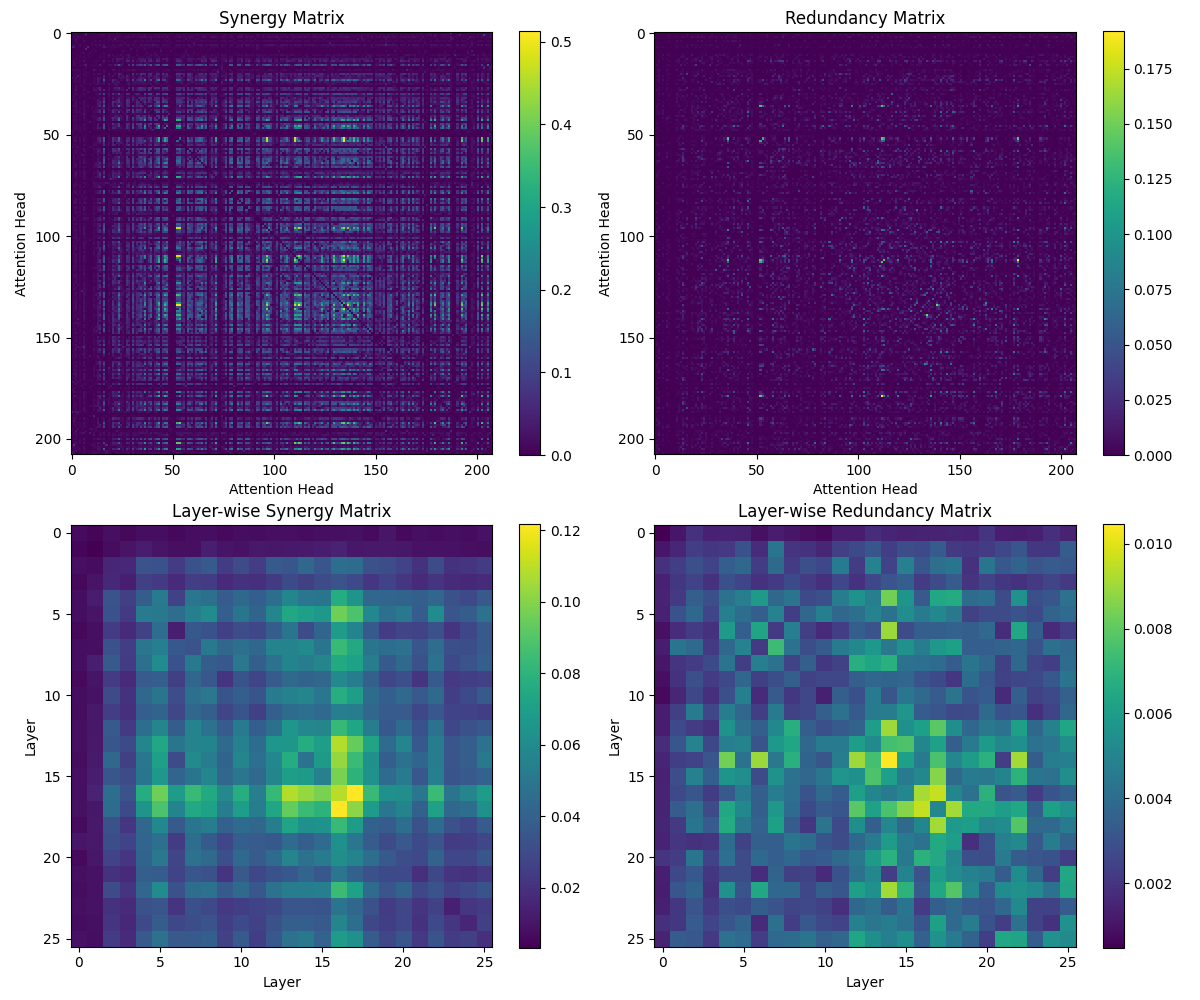 Synergy Matrix
0
50
100
150
200
Attention Head
0 50 100 150 200
Attention Head
0.5
0.4
0.3
0.2
0.1
0.0
Redundancy Matrix
0
50
100
150
200
Attention Head
0 50 100 150 200
Attention Head
0.175
0.150
0.125
0.100
0.075
0.050
0.025
0.000
Layer-wise Synergy Matrix
0
5
10
15
20
25
Layer
0 5 10 15 20 25
Layer
0.12
0.10
0.08
0.06
0.04
0.02
Layer-wise Redundancy Matrix
0
5
10
15
20
25
Layer
0 5 10 15 20 25
Layer
0.010
0.008
0.006
0.004
0.002